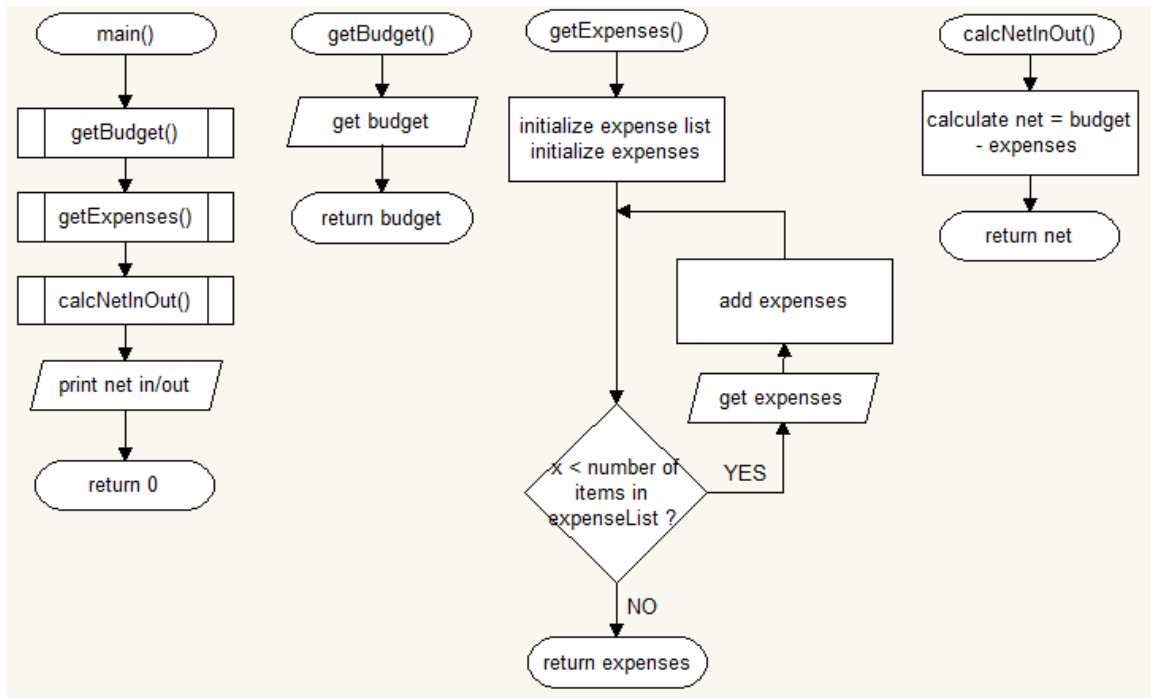 main()
getBudget()
getExpenses()
calcNetInOut()
print net in/out
return 0
getBudget()
get budget
return budget
getExpenses()
initialize expense list
initialize expenses
add expenses
get expenses
x < number of
items in
expenseList ?
YES
NO
return expenses
calcNetInOut()
calculate net = budget
- expenses
return net